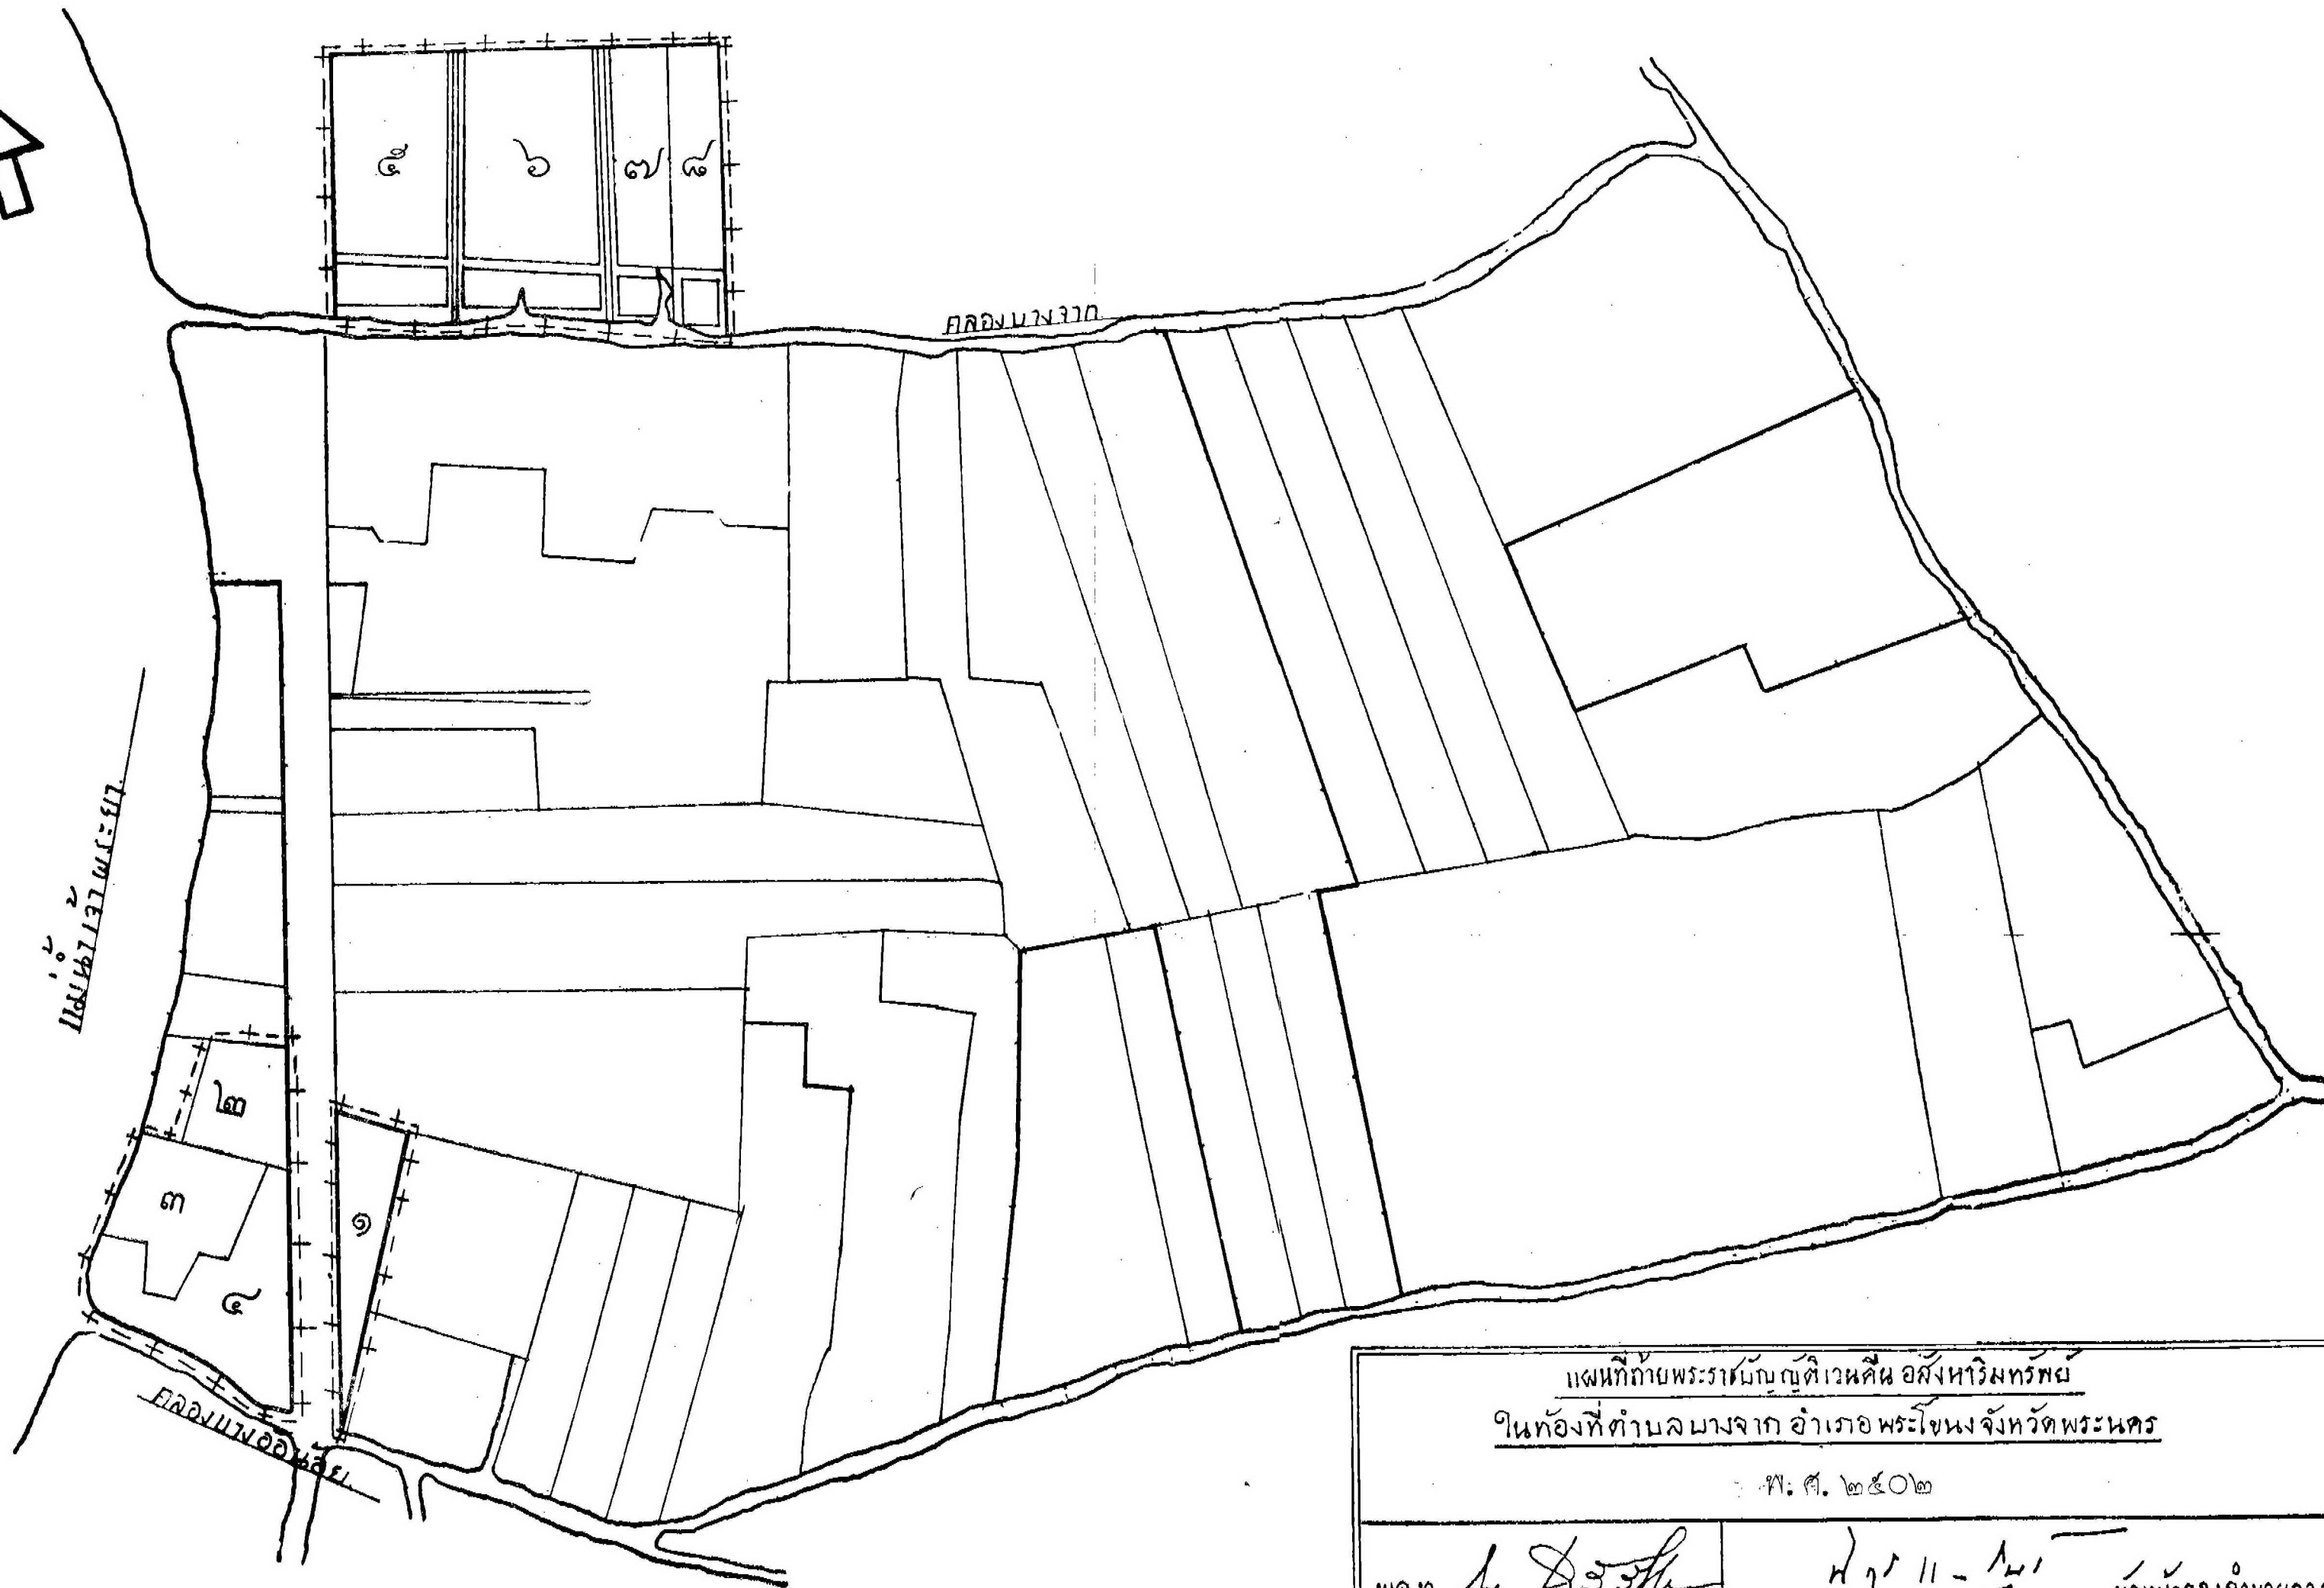 ๕ ๖ ๗ ๘
คลองบางจาก
แม่น้ำเจ้าพระยา
๒
๓
๑
๔
คลองบางอ้อน้อย
แผนที่ท้ายพระราชบัญญัติเวนคืนอสังหาริมทรัพย์
ในท้องที่ตำบลบางจาก อำเภอพระโขนง จังหวัดพระนคร
พ.ศ. ๒๕๐๒